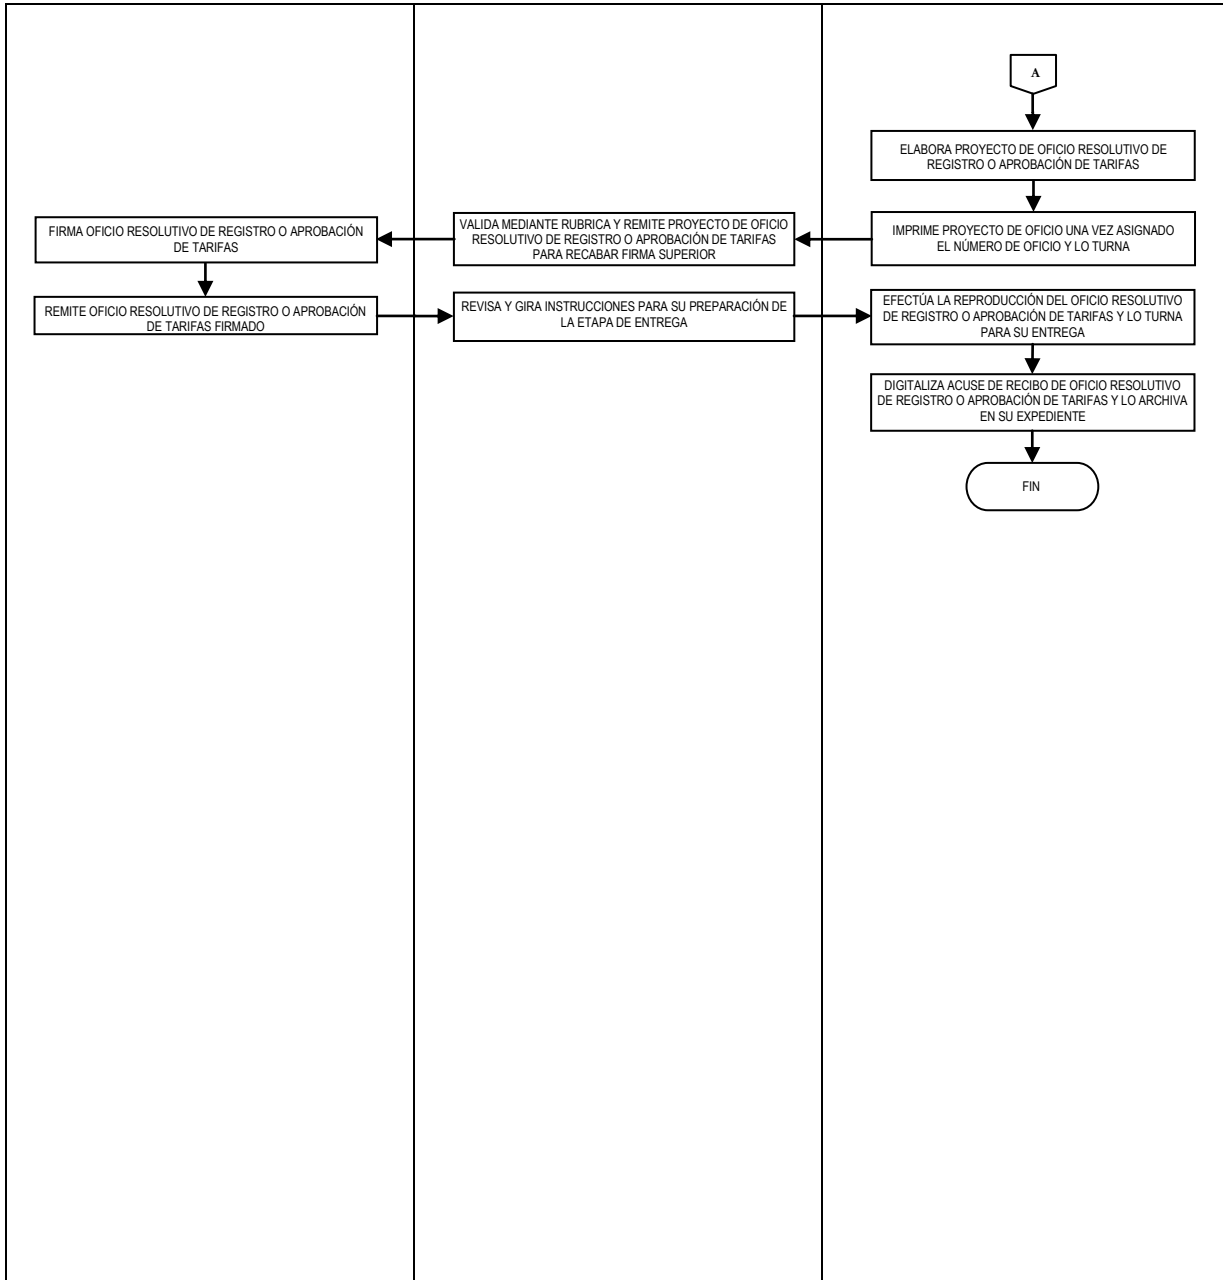 A
ELABORA PROYECTO DE OFICIO RESOLUTIVO DE
REGISTRO O APROBACIÓN DE TARIFAS
IMPRIME PROYECTO DE OFICIO UNA VEZ ASIGNADO
EL NÚMERO DE OFICIO Y LO TURNA
VALIDA MEDIANTE RUBRICA Y REMITE PROYECTO DE OFICIO
RESOLUTIVO DE REGISTRO O APROBACIÓN DE TARIFAS
PARA RECABAR FIRMA SUPERIOR
FIRMA OFICIO RESOLUTIVO DE REGISTRO O APROBACIÓN
DE TARIFAS
REMITE OFICIO RESOLUTIVO DE REGISTRO O APROBACIÓN
DE TARIFAS FIRMADO
REVISA Y GIRA INSTRUCCIONES PARA SU PREPARACIÓN DE
LA ETAPA DE ENTREGA
EFECTÚA LA REPRODUCCIÓN DEL OFICIO RESOLUTIVO
DE REGISTRO O APROBACIÓN DE TARIFAS Y LO TURNA
PARA SU ENTREGA
DIGITALIZA ACUSE DE RECIBO DE OFICIO RESOLUTIVO
DE REGISTRO O APROBACIÓN DE TARIFAS Y LO ARCHIVA
EN SU EXPEDIENTE
FIN